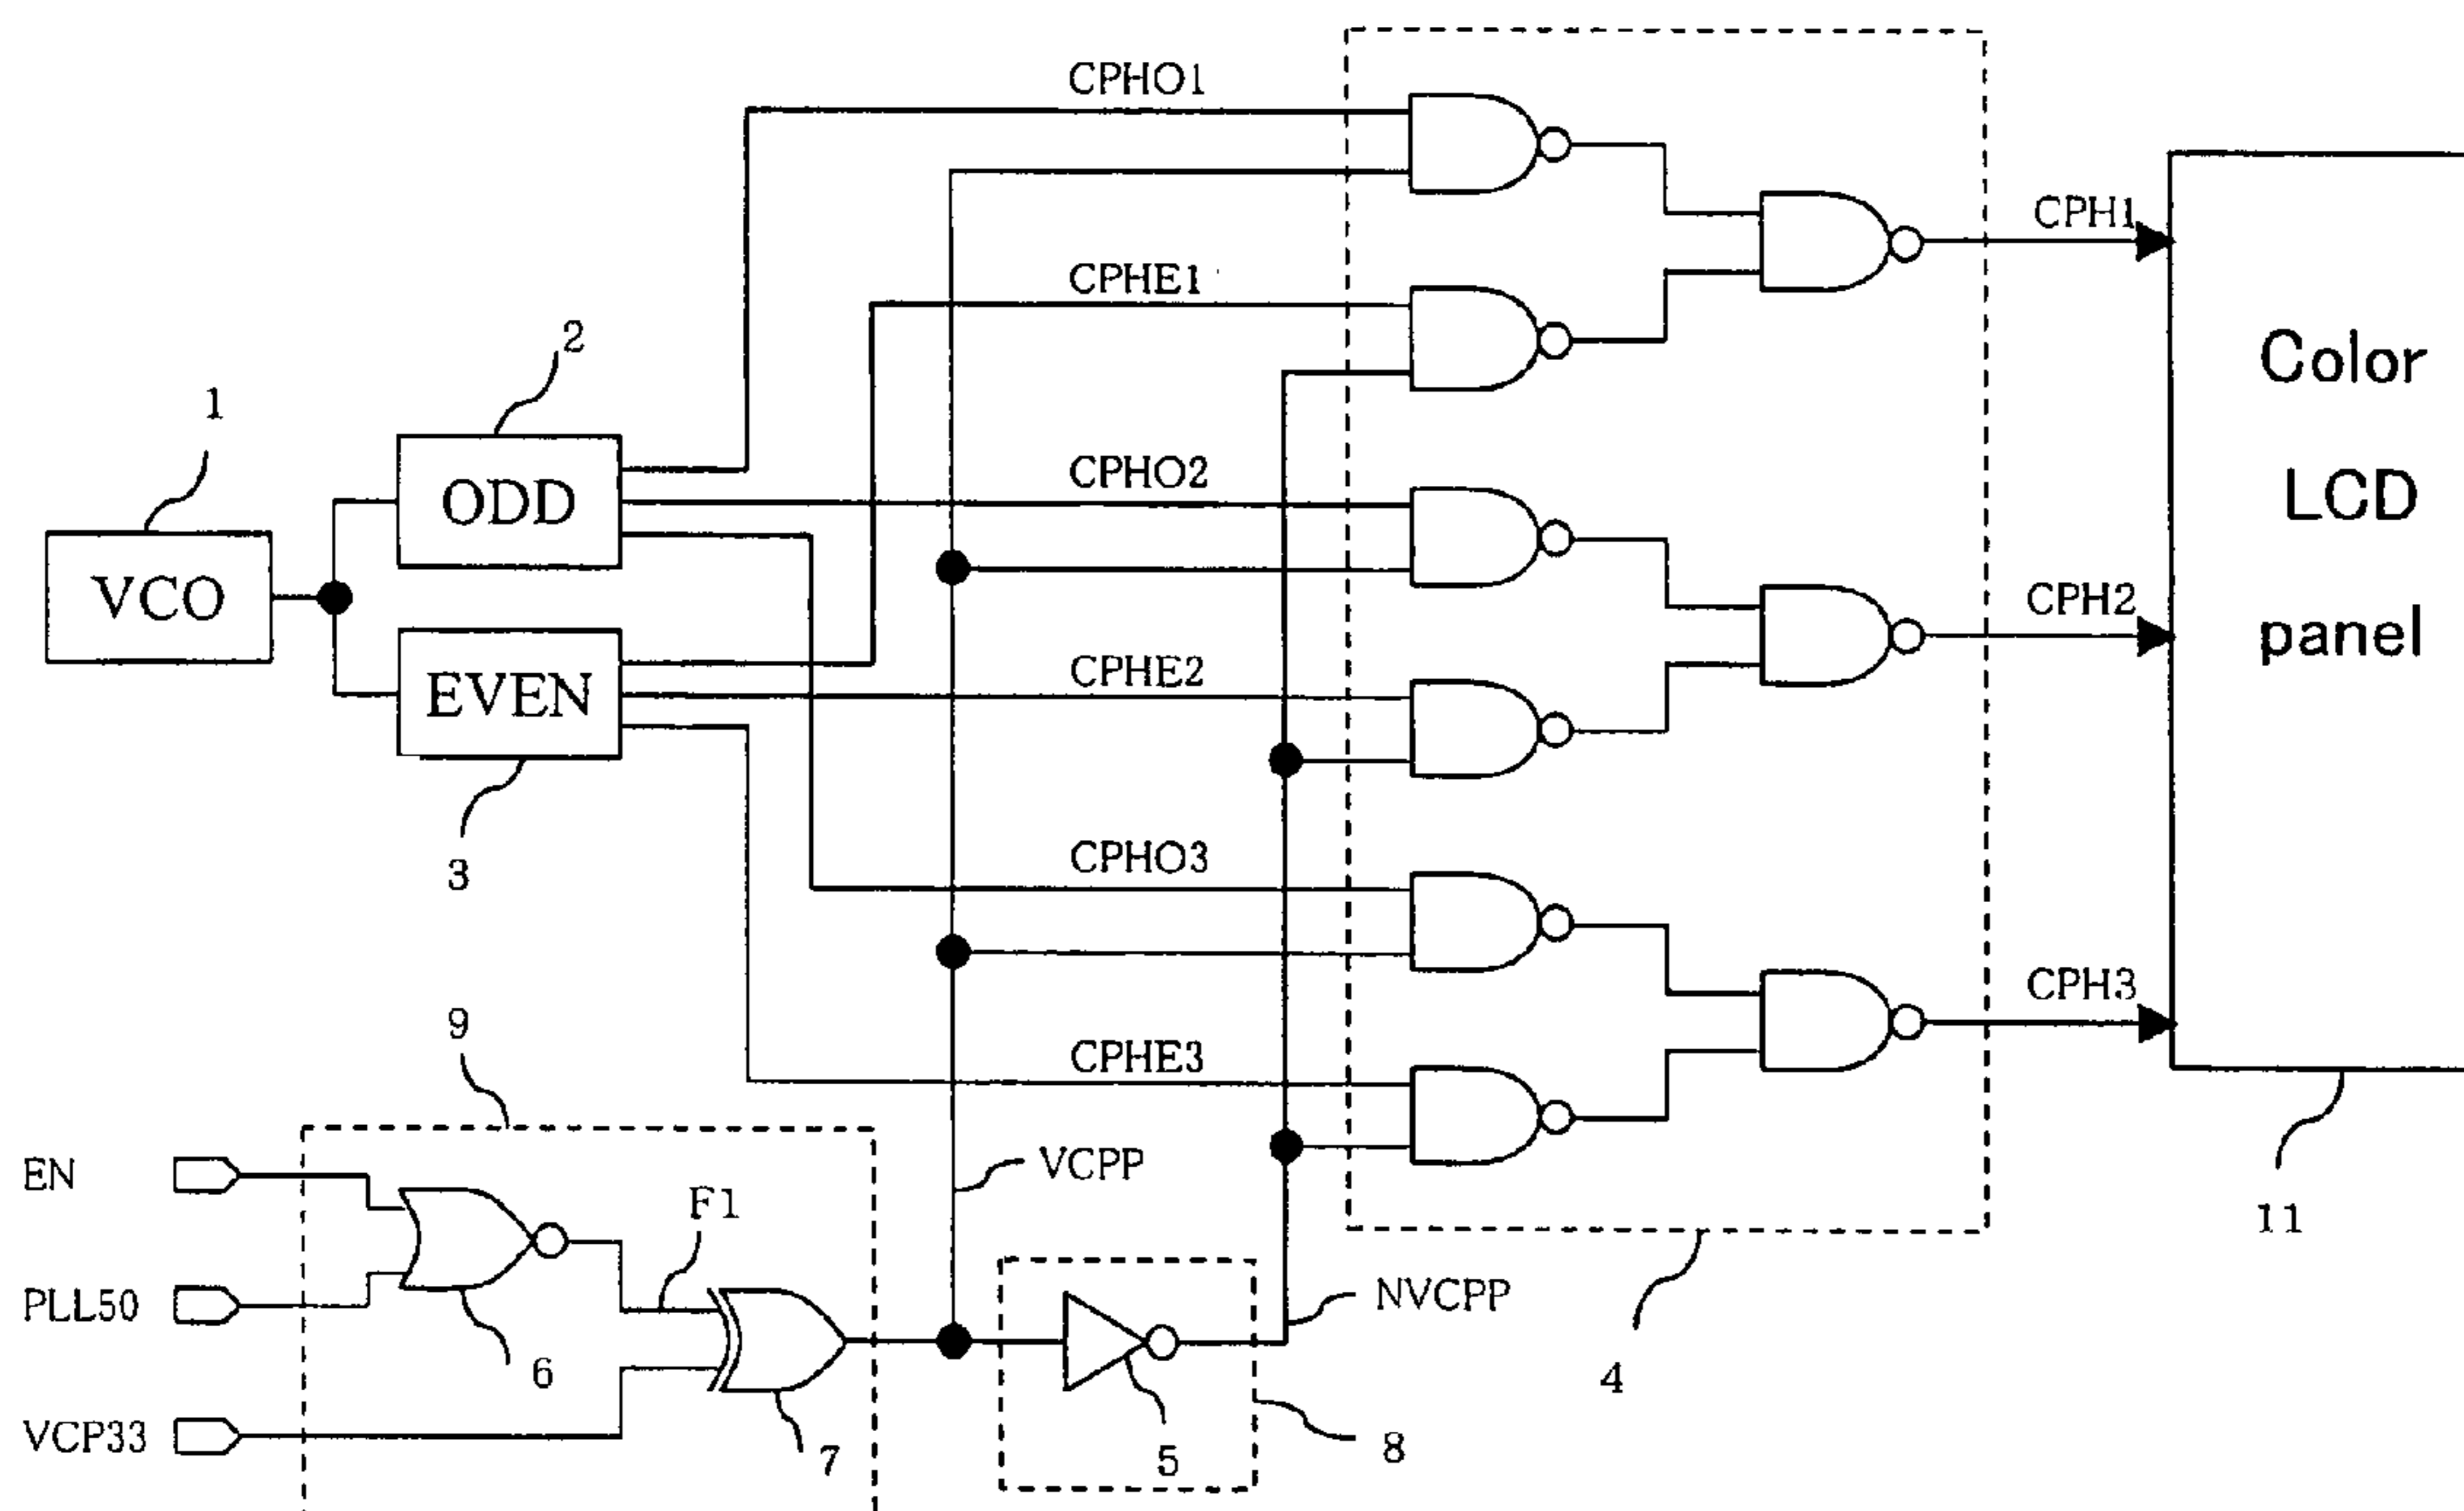 CPHO1
CPH1
CPHE1
2
Color
1
ODD
CPHO2
LCD
VCO
CPH2
panel
EVEN
CPHE2
3
CPHO3
CPH3
9
CPHE3
EN
VCPP
F1
11
PLL50
NVCPP
6
4
VCP33
7
5
8